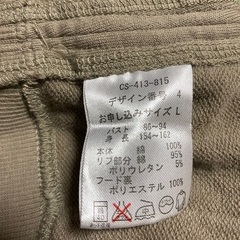 CS-413-815
デザイン番号 4
お申し込みサイズ L
バスト 86~94
身長 154~162
本体 綿 100%
リブ部分 綿 95%
ポリウレタン 5%
フード裏
ポリエステル 100%